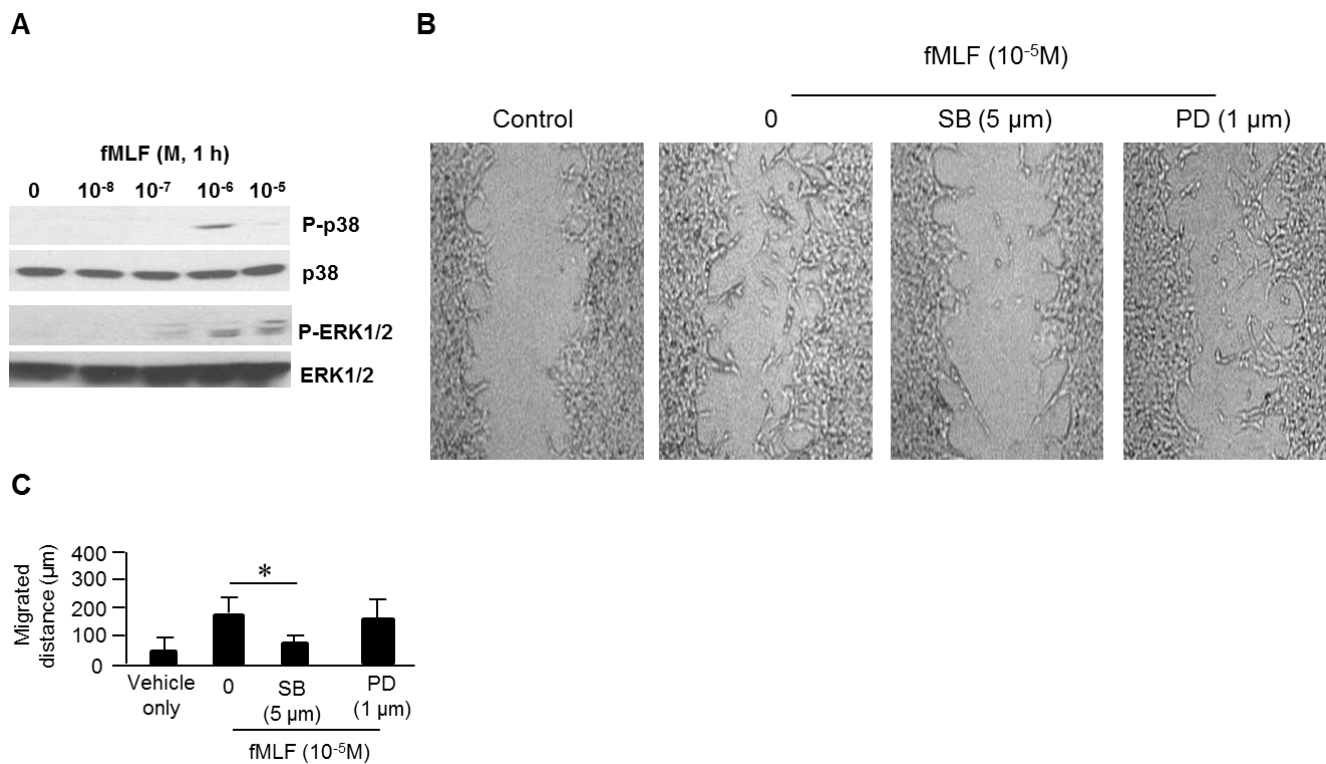 A
fMLF (M, 1 h)
0 10⁻⁸ 10⁻⁷ 10⁻⁶ 10⁻⁵
P-p38
p38
P-ERK1/2
ERK1/2
B
fMLF (10⁻⁵M)
Control 0 SB (5 µm) PD (1 µm)
C
Migrated
distance (µm)
400
300
200
100
0
*
Vehicle
only
0
SB
(5 µm)
PD
(1 µm)
fMLF (10⁻⁵M)